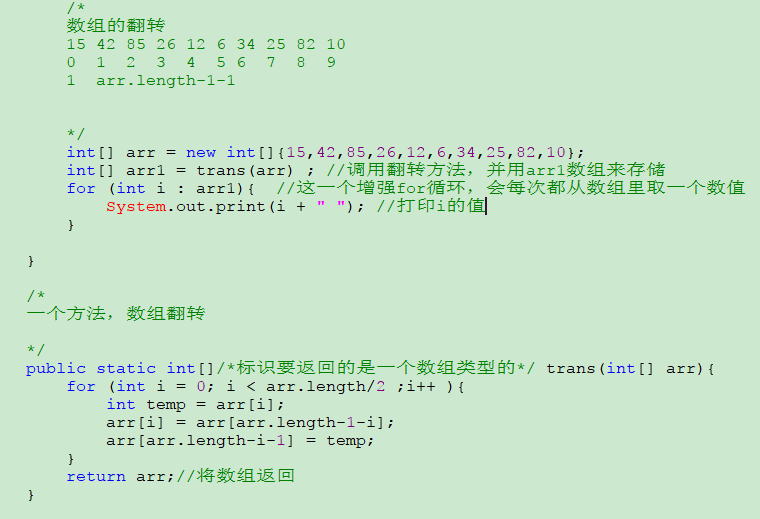 /*
数组的翻转
15 42 85 26 12 6 34 25 82 10
0 1 2 3 4 5 6 7 8 9
1 arr.length-1-1
*/
int[] arr = new int[]{15,42,85,26,12,6,34,25,82,10};
int[] arr1 = trans(arr) ; //调用翻转方法，并用arr1数组来存储
for (int i : arr1){ //这一个增强for循环，会每次都从数组里取一个数值
System.out.print(i + " "); //打印i的值
}
}
/*
一个方法，数组翻转
*/
public static int[]/*标识要返回的是一个数组类型的*/ trans(int[] arr){
for (int i = 0; i < arr.length/2 ;i++ ){
int temp = arr[i];
arr[i] = arr[arr.length-1-i];
arr[arr.length-i-1] = temp;
}
return arr;//将数组返回
}